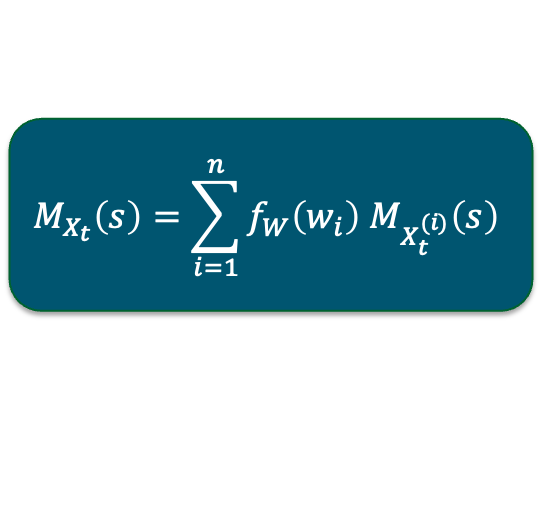 M_{X_t}(s) = \sum_{i=1}^{n} f_W(w_i) M_{X_t^{(i)}}(s)